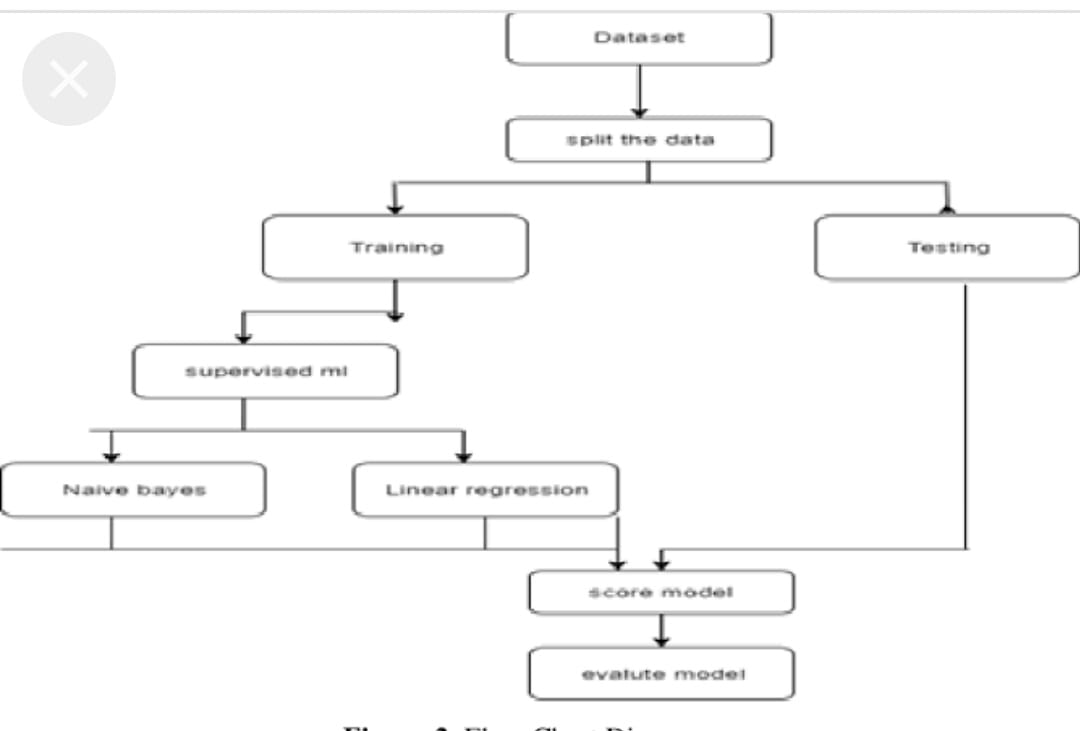 Dataset
split the data
Training
Testing
supervised ml
Naive bayes
Linear regression
score model
evalute model